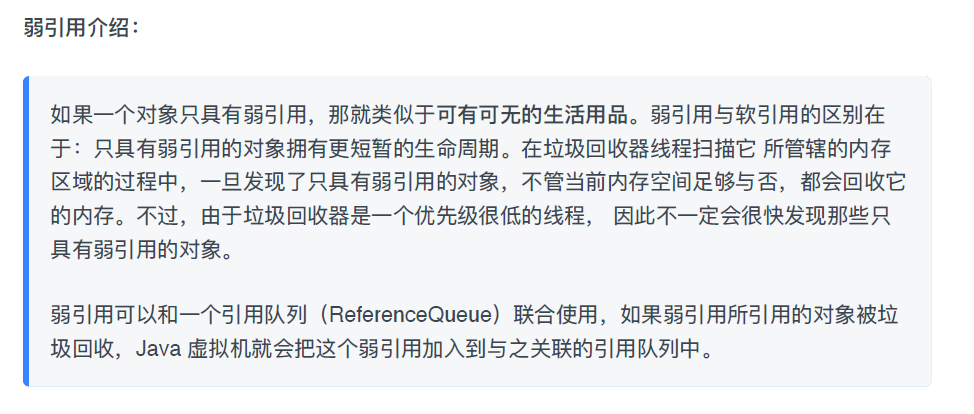 弱引用介绍：
如果一个对象只具有弱引用，那就类似于可有可无的生活用品。弱引用与软引用的区别在
于：只具有弱引用的对象拥有更短暂的生命周期。在垃圾回收器线程扫描它 所管辖的内存
区域的过程中，一旦发现了只具有弱引用的对象，不管当前内存空间足够与否，都会回收它
的内存。不过，由于垃圾回收器是一个优先级很低的线程， 因此不一定会很快发现那些只
具有弱引用的对象。
弱引用可以和一个引用队列（ReferenceQueue）联合使用，如果弱引用所引用的对象被垃
圾回收，Java 虚拟机就会把这个弱引用加入到与之关联的引用队列中。